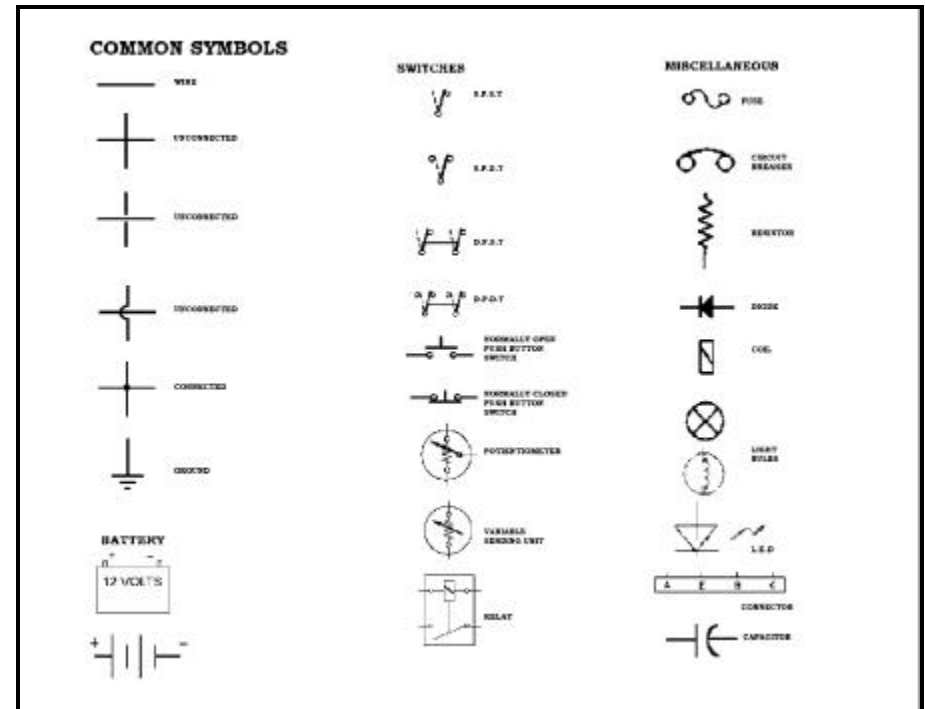 COMMON SYMBOLS
WIRE
UNCONNECTED
UNCONNECTED
UNCONNECTED
CONNECTED
GROUND
BATTERY
+ -
12 VOLTS
+ -
SWITCHES
S.P.S.T
S.P.D.T
D.P.S.T
D.P.D.T
NORMALLY OPEN
PUSH BUTTON
SWITCH
NORMALLY CLOSED
PUSH BUTTON
SWITCH
POTENTIOMETER
VARIABLE
SENDING UNIT
RELAY
MISCELLANEOUS
FUSE
CIRCUIT
BREAKER
RESISTOR
DIODE
COIL
LIGHT
BULBS
L.E.D
A E B C
CONNECTOR
CAPACITOR